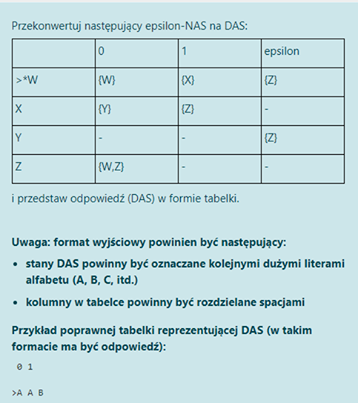 Przekonwertuj następujący epsilon-NAS na DAS:
0 1 epsilon
>*W {W} {X} {Z}
X {Y} {Z} -
Y - - {Z}
Z {W,Z} - -
i przedstaw odpowiedź (DAS) w formie tabelki.
Uwaga: format wyjściowy powinien być następujący:
• stany DAS powinny być oznaczane kolejnymi dużymi literami
alfabetu (A, B, C, itd.)
• kolumny w tabelce powinny być rozdzielane spacjami
Przykład poprawnej tabelki reprezentującej DAS (w takim
formacie ma być odpowiedź):
0 1
>A A B